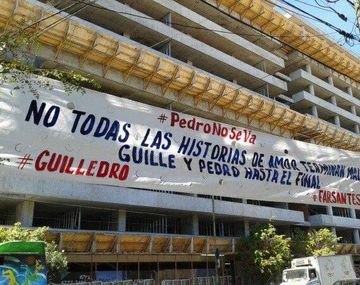 #PedroNoSeVa
NO TODAS LAS HISTORIAS DE AMOR TERMINAN MAL
#GUILLEDRO GUILLE Y PEDRO HASTA EL FINAL
#FARSANTES